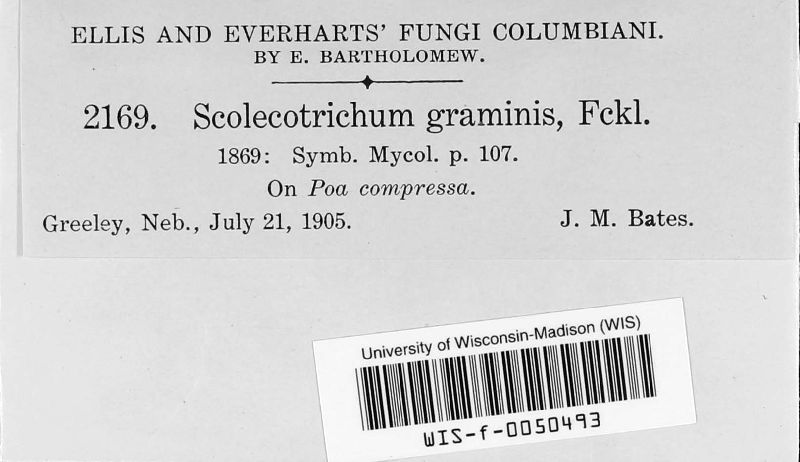 ELLIS AND EVERHARTS' FUNGI COLUMBIANI.
BY E. BARTHOLOMEW.
2169. Scolecotrichum graminis, Fckl.
1869: Symb. Mycol. p. 107.
On Poa compressa.
Greeley, Neb., July 21, 1905. J. M. Bates.
University of Wisconsin-Madison (WIS)
WIS-f-0050493